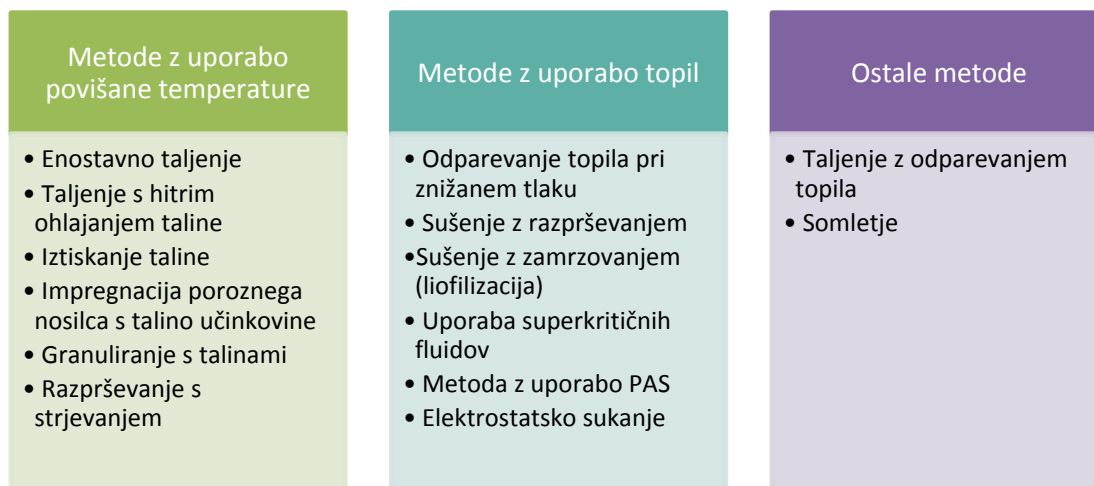 Metode z uporabo
povišane temperature
• Enostavno taljenje
• Taljenje s hitrim
ohlajanjem taline
• Iztiskanje taline
• Impregnacija poroznega
nosilca s talino učinkovine
• Granuliranje s talinami
• Razprševanje s
strjevanjem
Metode z uporabo topil
• Odparevanje topila pri
znižanem tlaku
• Sušenje z razprševanjem
•Sušenje z zamrzovanjem
(liofilizacija)
• Uporaba superkritičnih
fluidov
• Metoda z uporabo PAS
• Elektrostatsko sukanje
Ostale metode
• Taljenje z odparevanjem
topila
• Somletje